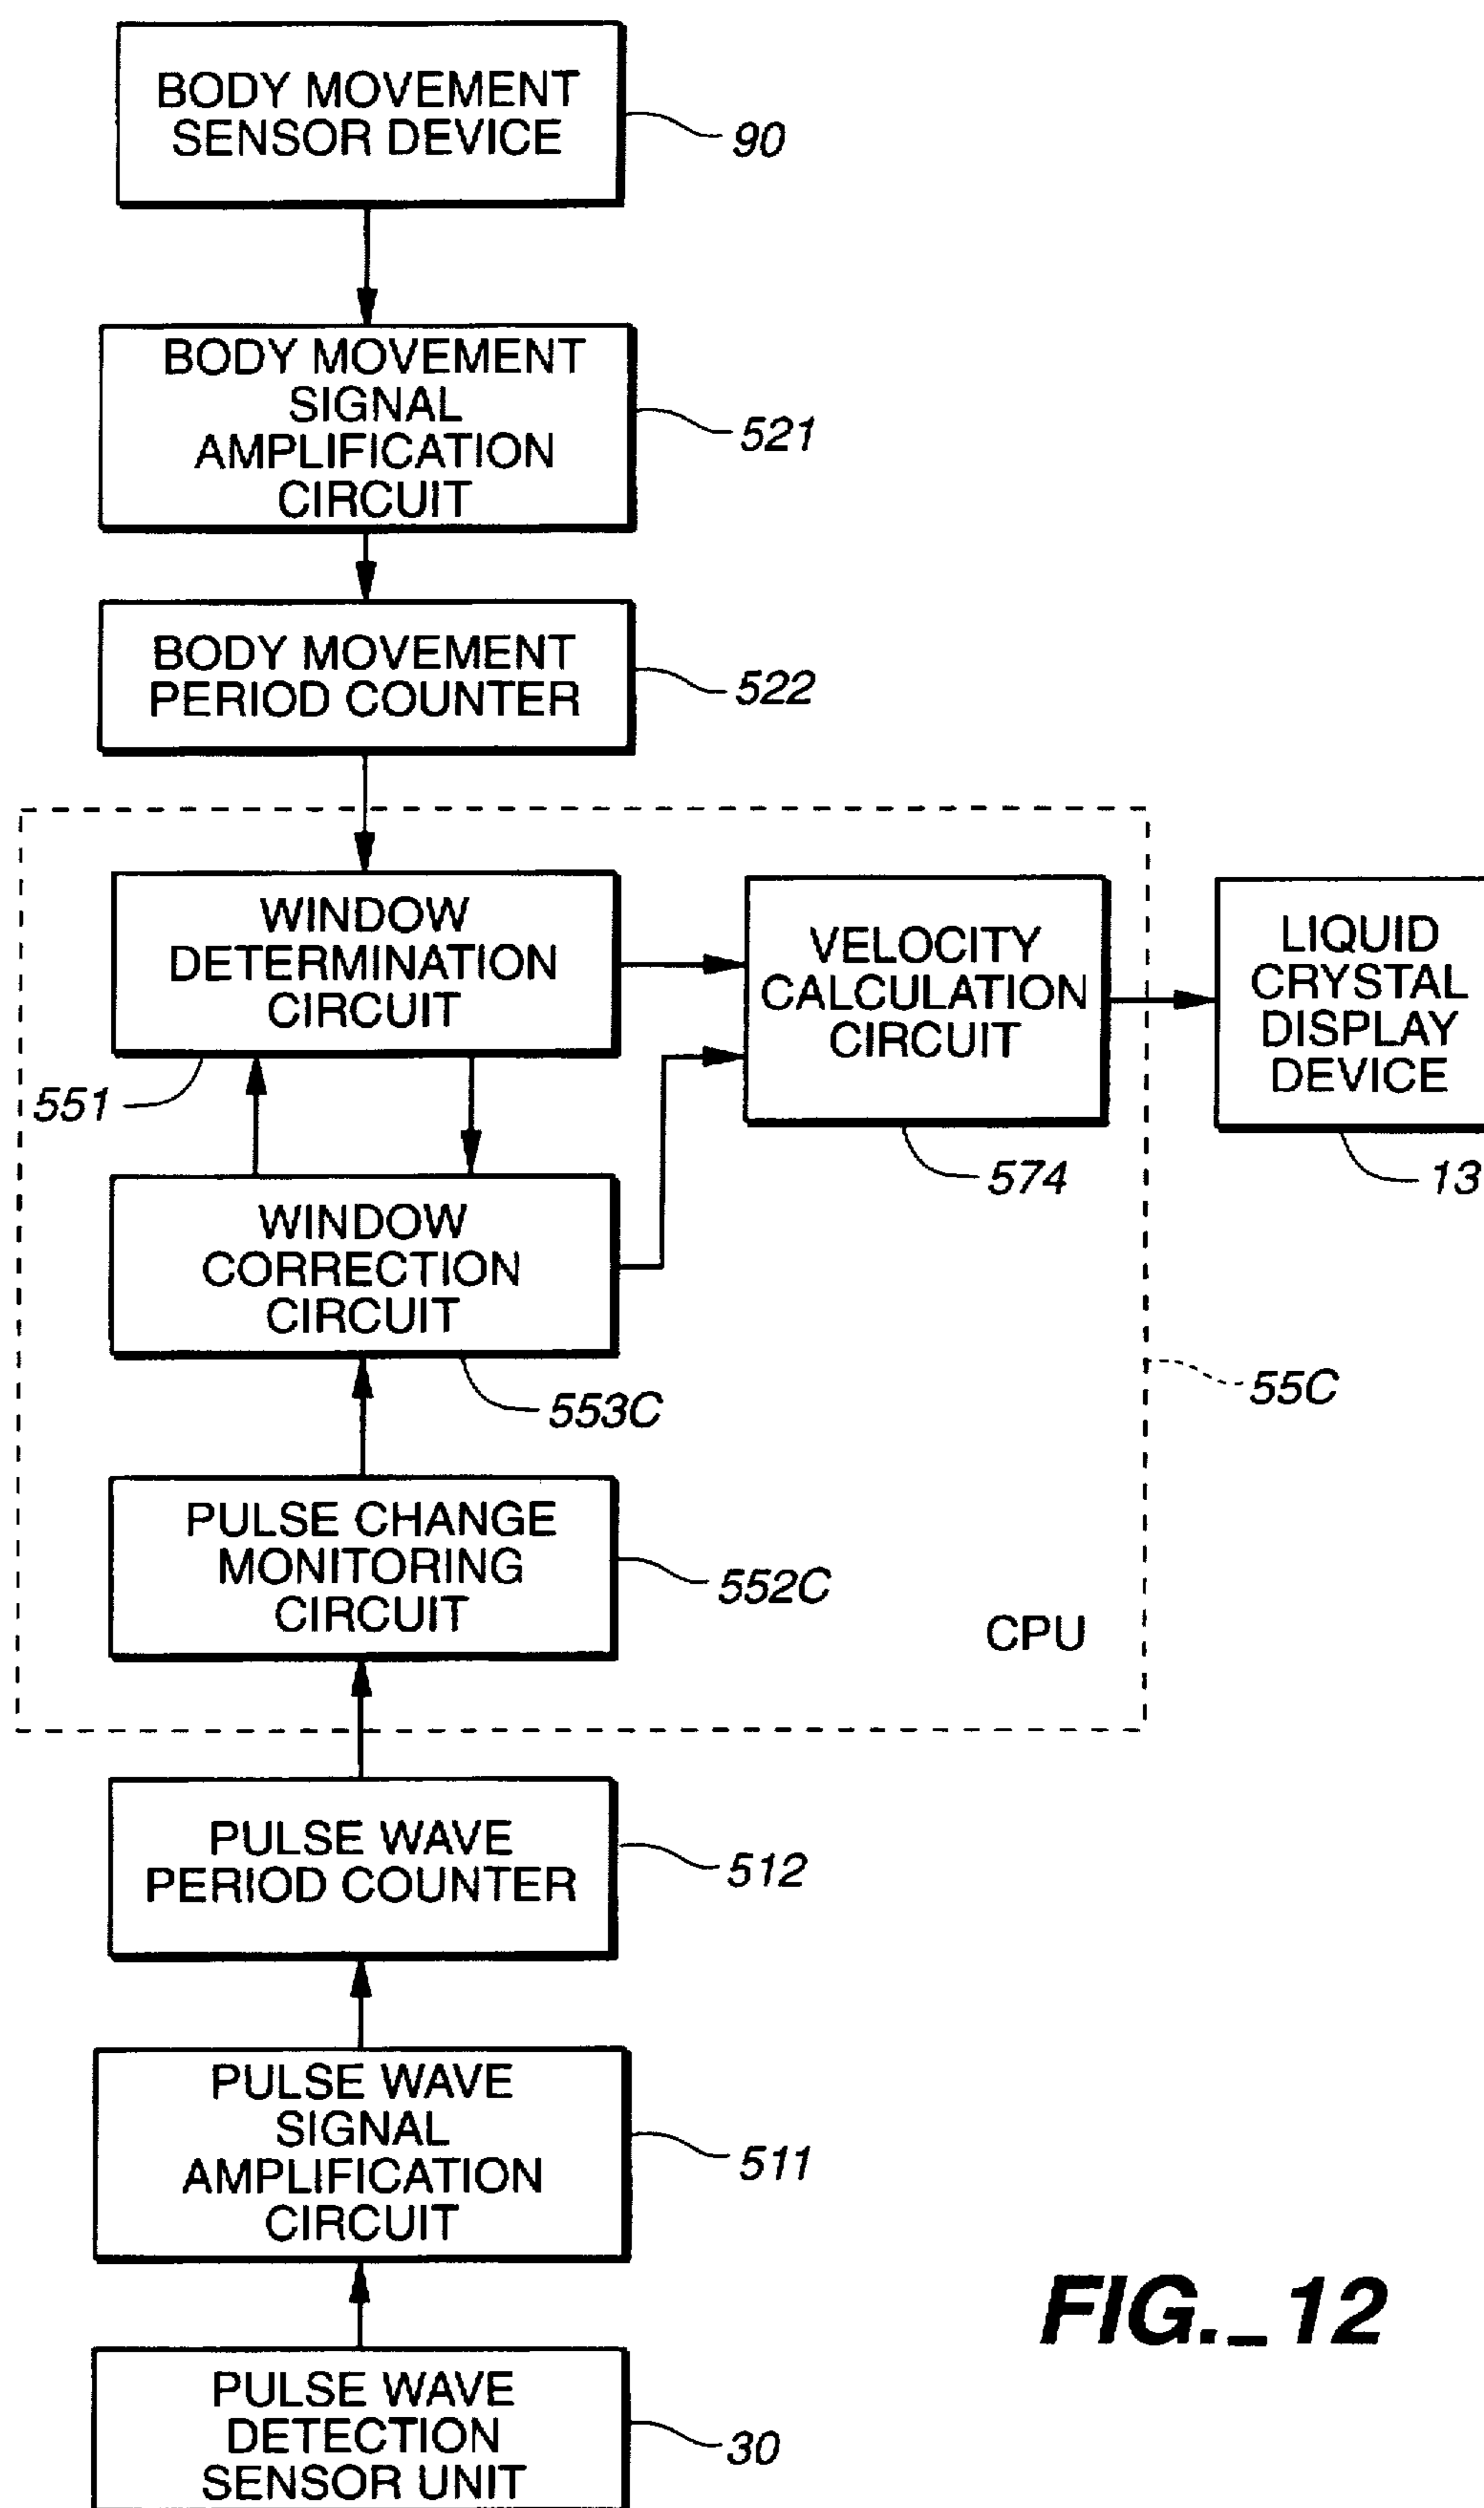 BODY MOVEMENT
SENSOR DEVICE
90
BODY MOVEMENT
SIGNAL
AMPLIFICATION
CIRCUIT
521
BODY MOVEMENT
PERIOD COUNTER
522
WINDOW
DETERMINATION
CIRCUIT
551
VELOCITY
CALCULATION
CIRCUIT
574
LIQUID
CRYSTAL
DISPLAY
DEVICE
13
WINDOW
CORRECTION
CIRCUIT
553C
55C
PULSE CHANGE
MONITORING
CIRCUIT
552C
CPU
PULSE WAVE
PERIOD COUNTER
512
PULSE WAVE
SIGNAL
AMPLIFICATION
CIRCUIT
511
PULSE WAVE
DETECTION
SENSOR UNIT
30
FIG._12